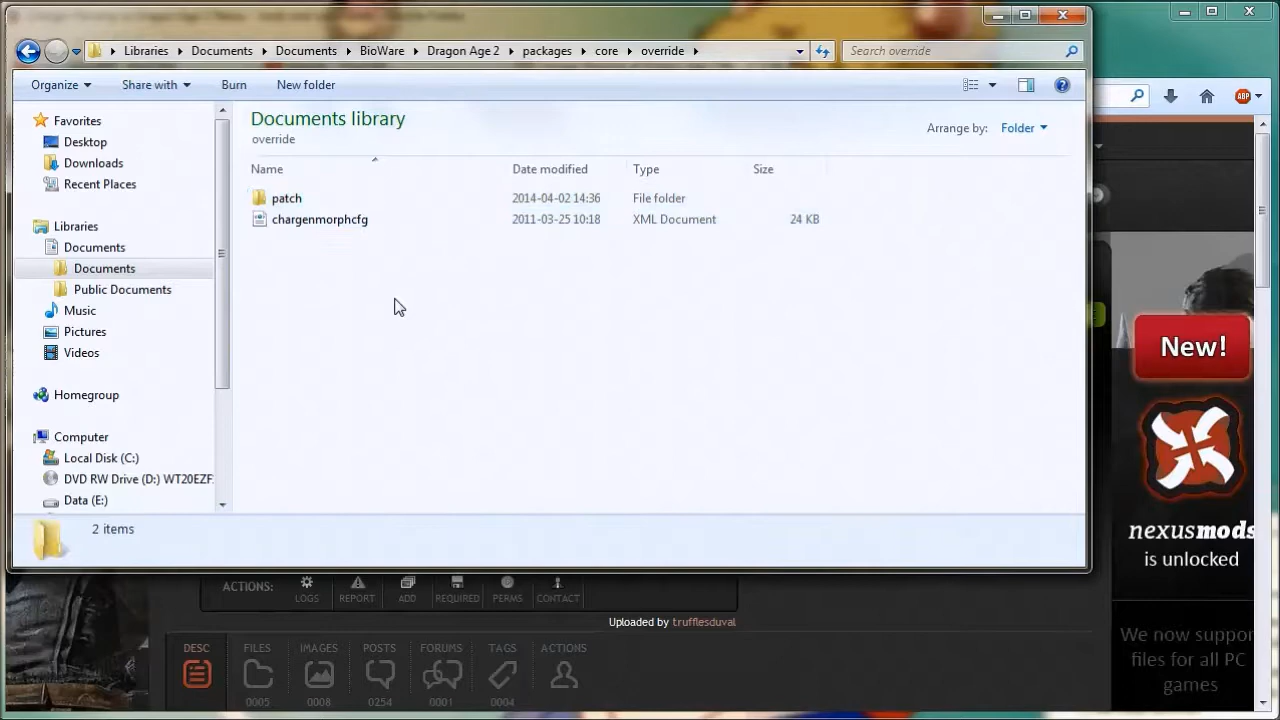 Libraries Documents Documents BioWare Dragon Age 2 packages core override
Search override
Organize Share with Burn New folder
ABP
Favorites
Desktop
Downloads
Recent Places
Libraries
Documents
Documents
Public Documents
Music
Pictures
Videos
Homegroup
Computer
Local Disk (C:)
DVD RW Drive (D:) WT20EZF
Data (E:)
Documents library
override
Arrange by: Folder
Name Date modified Type Size
patch 2014-04-02 14:36 File folder
chargenmorphcfg 2011-03-25 10:18 XML Document 24 KB
2 items
New!
nexusmods
is unlocked
We now suppor
files for all PC
games
ACTIONS:
LOGS REPORT ADD REQUIRED PERMS CONTACT
Uploaded by trufflesduval
DESC FILES IMAGES POSTS FORUMS TAGS ACTIONS
0005 0008 0254 0001 0004